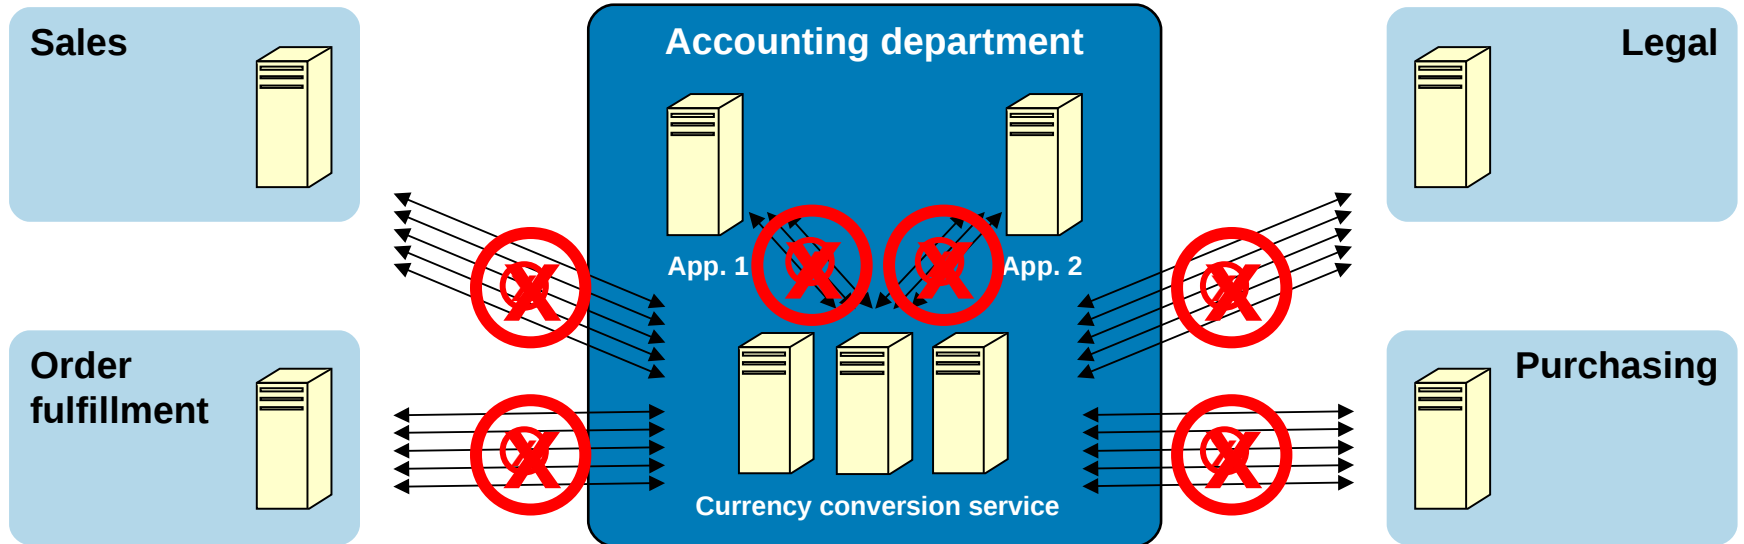 Sales
Accounting department
Legal
App. 1
App. 2
Order
fulfillment
Purchasing
Currency conversion service
X
X
X
X
X
X